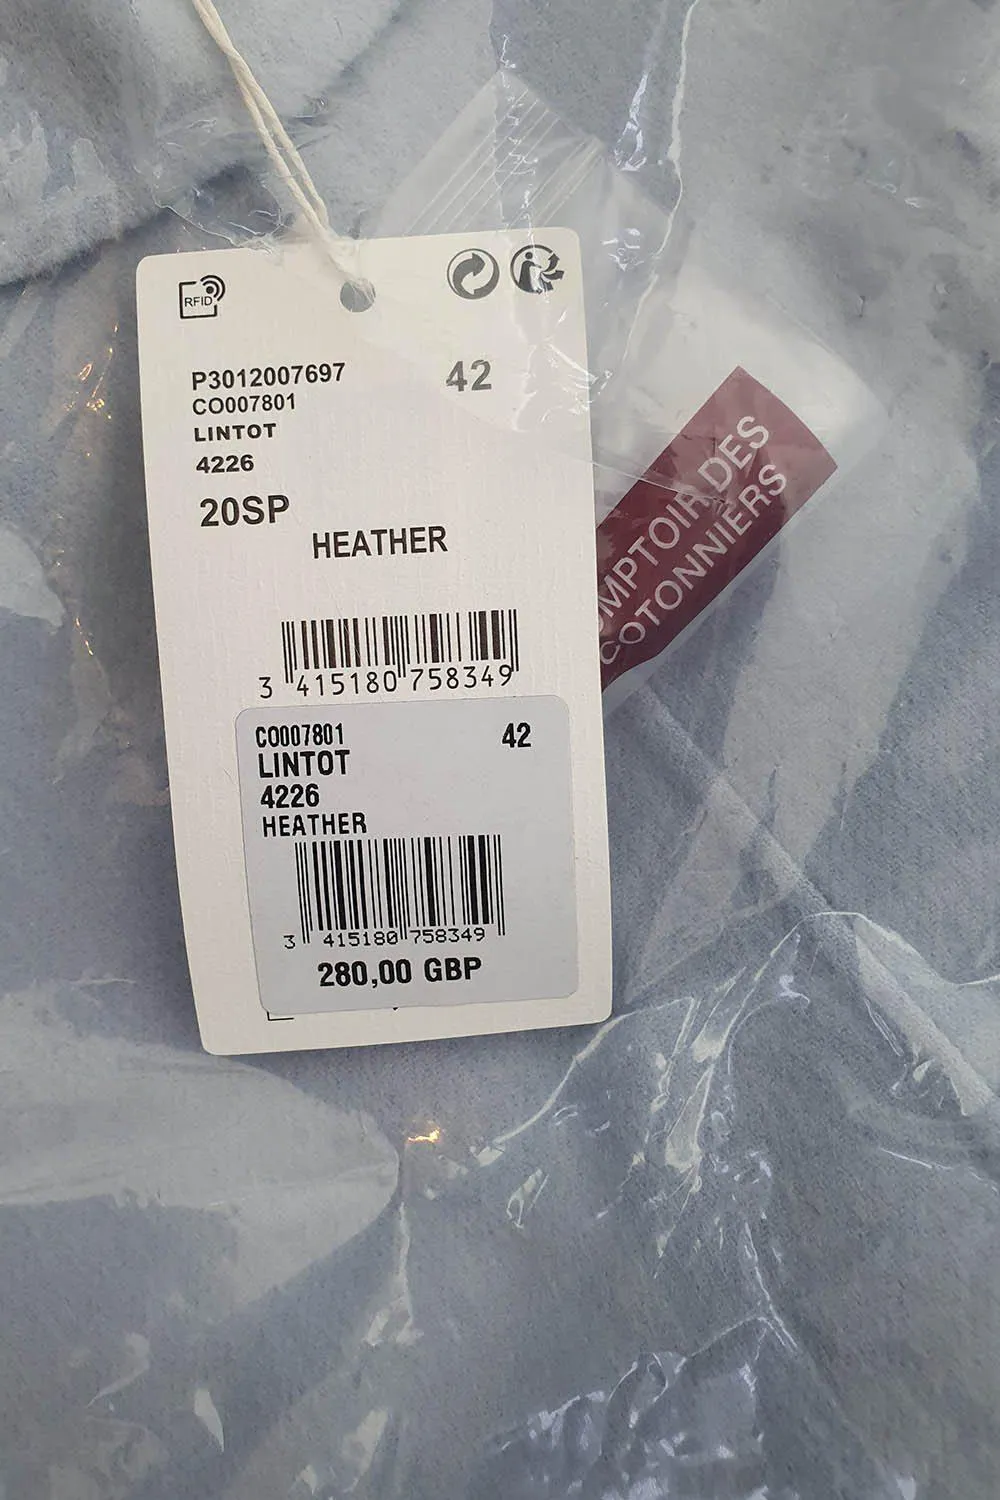 RFID
P3012007697
42
CO007801
LINTOT
4226
20SP
HEATHER
3 415180 758349
CO007801
42
LINTOT
4226
HEATHER
3 415180 758349
280,00 GBP
DES
COTONNIERS